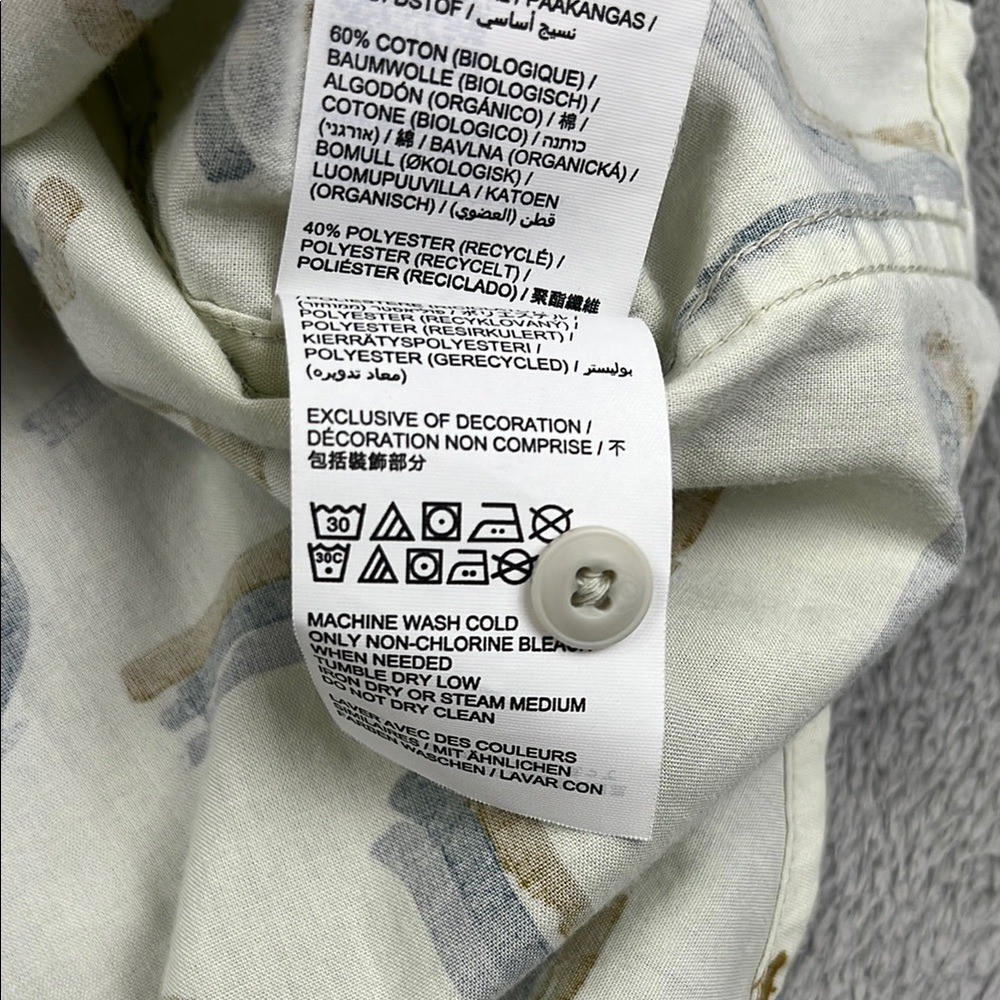 PAAKANGAS /
نسيج أساسي /
60% COTON (BIOLOGIQUE) /
BAUMWOLLE (BIOLOGISCH) /
ALGODÓN (ORGÁNICO) / 棉 /
COTONE (BIOLOGICO) / כותנה
(אורגני) / 綿 / BAVLNA (ORGANICKÁ) /
BOMULL (ØKOLOGISK) /
LUOMUPUUVILLA / KATOEN
(ORGANISCH) / قطن (العضوي)
40% POLYESTER (RECYCLÉ) /
POLYESTER (RECYCELT) /
POLIÉSTER (RECICLADO) / 聚酯纖維
POLYESTER (RECYKLOVANÝ) /
POLYESTER (RESIRKULERT) /
KIERRÄTYSPOLYESTERI /
POLYESTER (GERECYCLED) / بوليستر
(معاد تدويره)
EXCLUSIVE OF DECORATION /
DÉCORATION NON COMPRISE / 不
包括裝飾部分
30
30C
MACHINE WASH COLD
ONLY NON-CHLORINE
WHEN NEEDED
TUMBLE DRY LOW
IRON DRY OR STEAM MEDIUM
DO NOT DRY CLEAN
LAVER AVEC DES COULEURS
SIMILAIRES / MIT ÄHNLICHEN
FARBEN WASCHEN / LAVAR CON